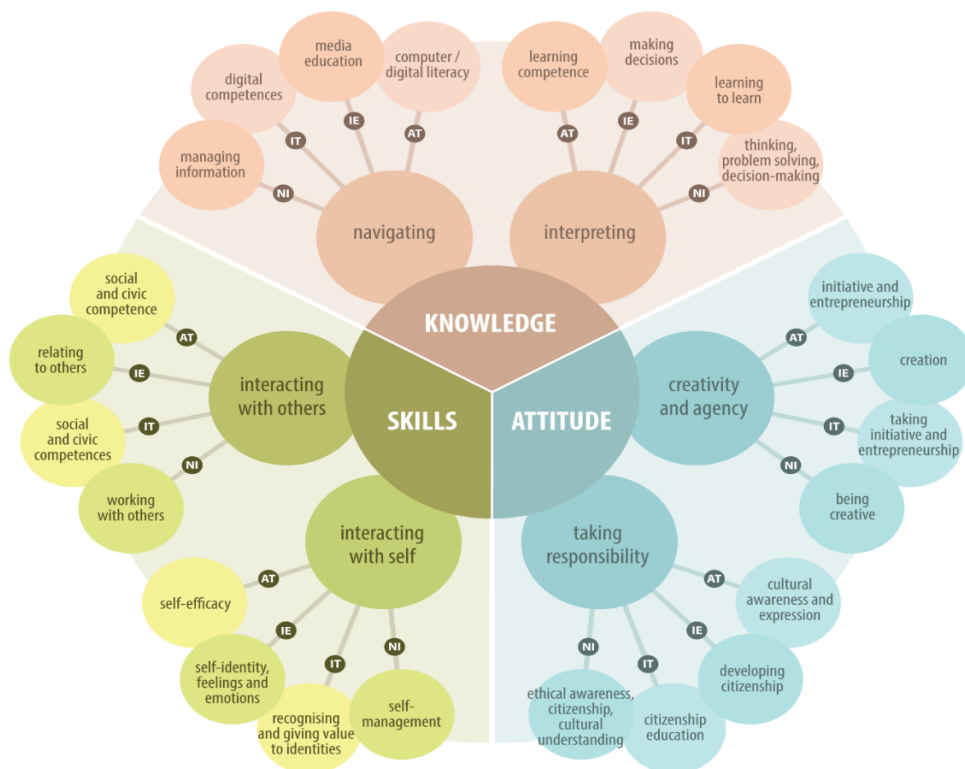 media
education
computer /
digital literacy
digital
competences
managing
information
IE
AT
IT
NI
navigating
learning
competence
making
decisions
learning
to learn
thinking,
problem solving,
decision-making
AT
IE
IT
NI
interpreting
KNOWLEDGE
SKILLS
ATTITUDE
social
and civic
competence
relating
to others
social
and civic
competences
working
with others
AT
IE
IT
NI
interacting
with others
interacting
with self
AT
IE
IT
NI
self-efficacy
self-identity,
feelings and
emotions
recognising
and giving value
to identities
self-
management
creativity
and agency
AT
IE
IT
NI
initiative and
entrepreneurship
creation
taking
initiative and
entrepreneurship
being
creative
taking
responsibility
AT
IE
IT
NI
cultural
awareness and
expression
developing
citizenship
citizenship
education
ethical awareness,
citizenship,
cultural
understanding